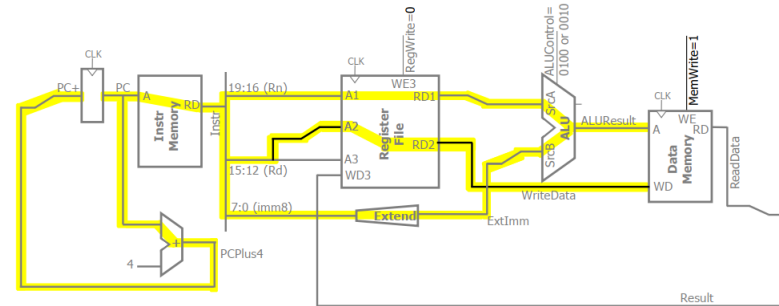 CLK
PC+
PC
A
RD
Instr
Memory
Instr
19:16 (Rn)
15:12 (Rd)
7:0 (imm8)
4
+
PCPlus4
CLK
RegWrite=0
WE3
A1
RD1
A2
RD2
A3
WD3
Register
File
Extend
ExtImm
ALUControl=
0100 or 0010
SrcA
SrcB
ALU
ALUResult
WriteData
CLK
MemWrite=1
WE
A
RD
Data
Memory
WD
ReadData
Result